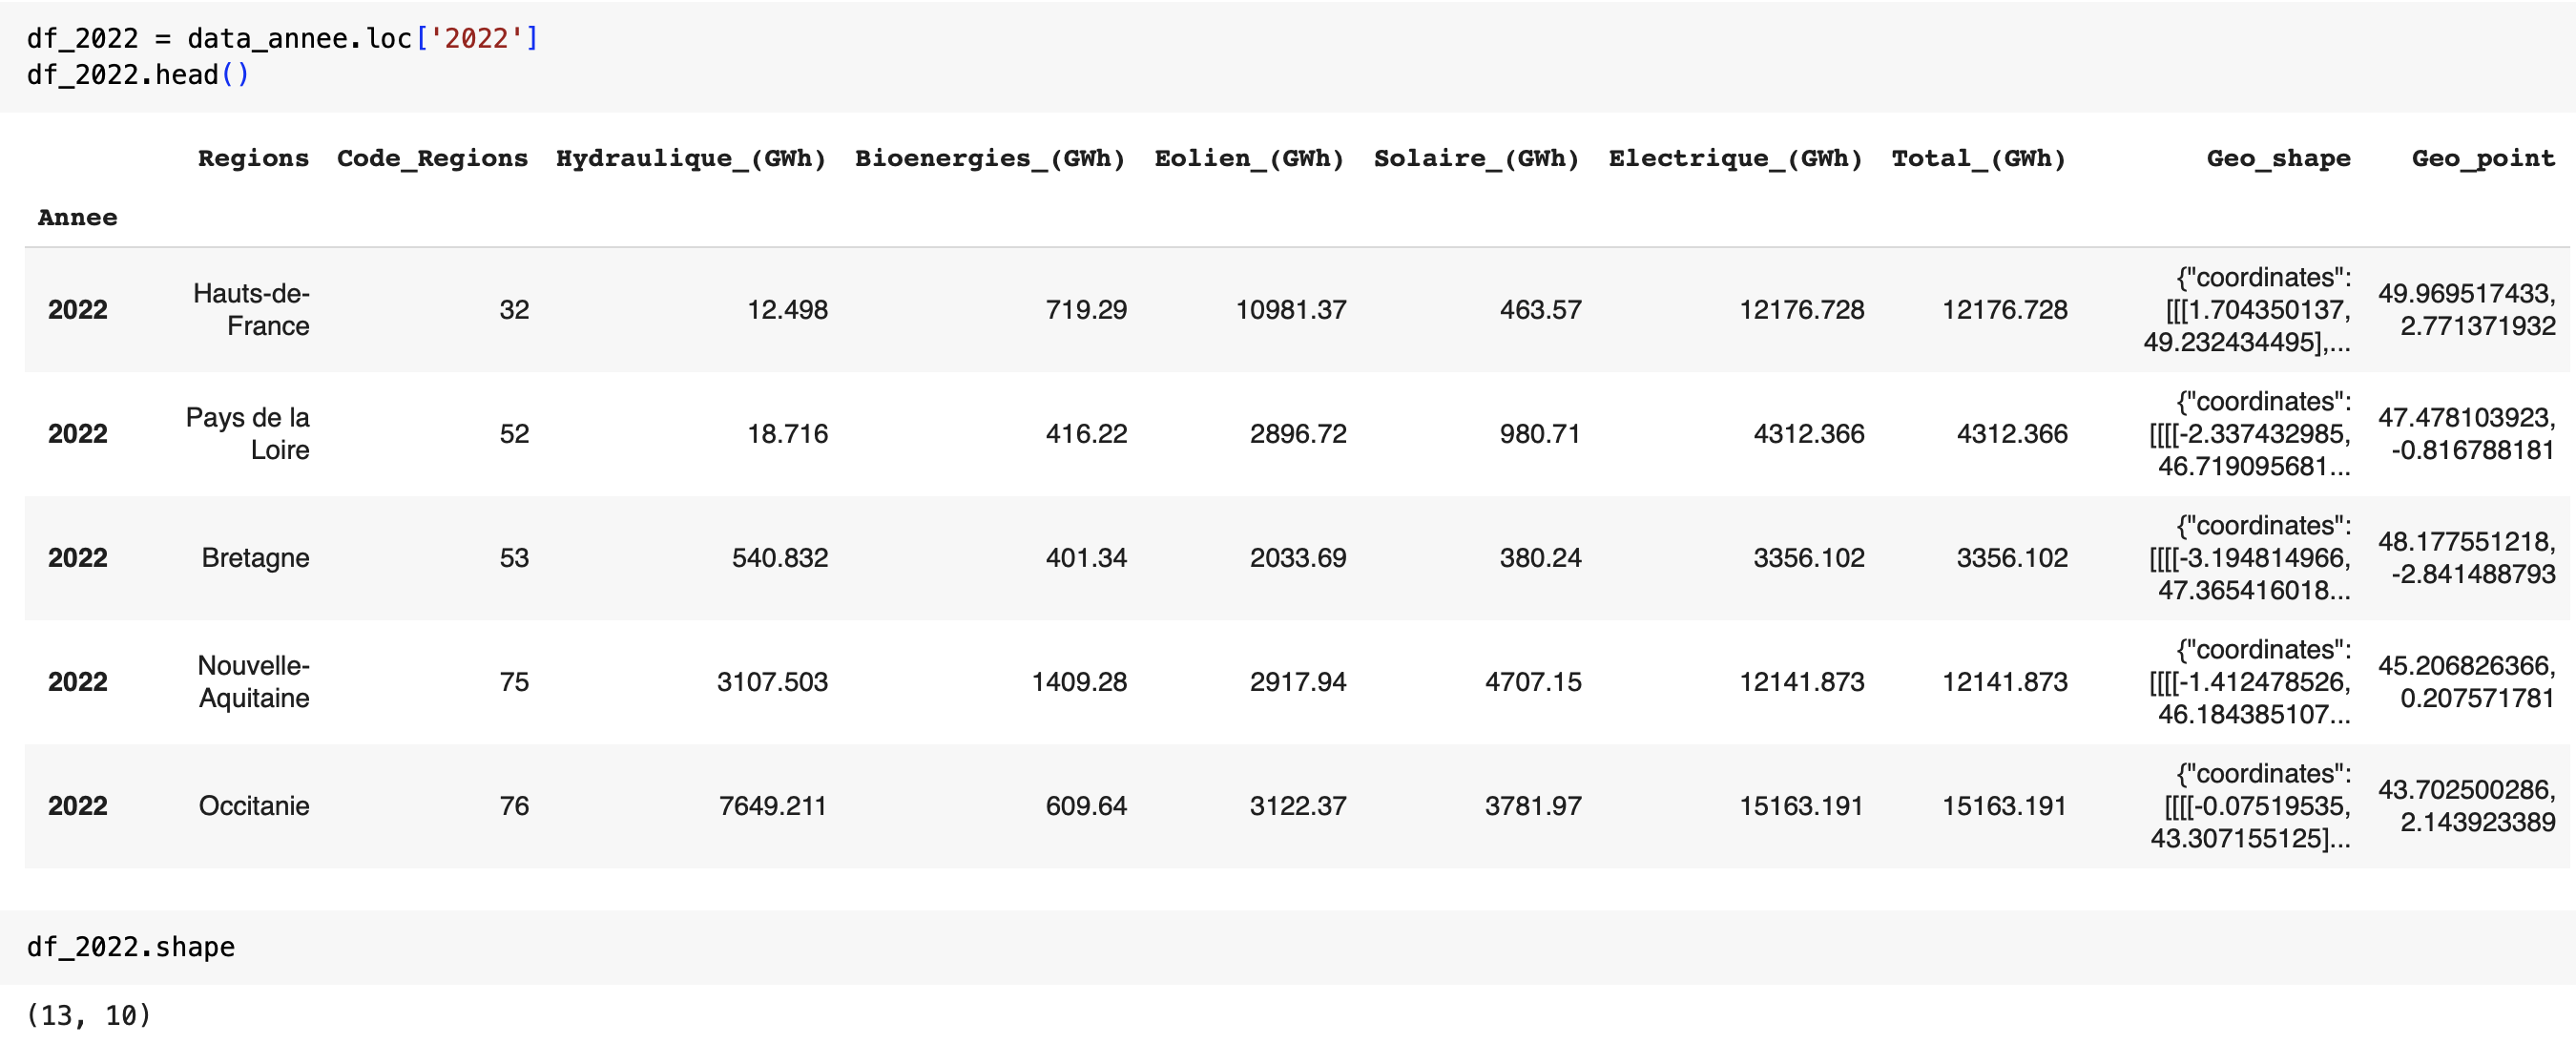 df_2022 = data_annee.loc['2022']
df_2022.head()
Regions Code_Regions Hydraulique_(GWh) Bioenergies_(GWh) Eolien_(GWh) Solaire_(GWh) Electrique_(GWh) Total_(GWh) Geo_shape Geo_point
Annee
2022 Hauts-de-France 32 12.498 719.29 10981.37 463.57 12176.728 12176.728 {"coordinates": [[[1.704350137, 49.232434495],... 49.969517433, 2.771371932
2022 Pays de la Loire 52 18.716 416.22 2896.72 980.71 4312.366 4312.366 {"coordinates": [[[[-2.337432985, 46.719095681... 47.478103923, -0.816788181
2022 Bretagne 53 540.832 401.34 2033.69 380.24 3356.102 3356.102 {"coordinates": [[[[-3.194814966, 47.365416018... 48.177551218, -2.841488793
2022 Nouvelle-Aquitaine 75 3107.503 1409.28 2917.94 4707.15 12141.873 12141.873 {"coordinates": [[[[-1.412478526, 46.184385107... 45.206826366, 0.207571781
2022 Occitanie 76 7649.211 609.64 3122.37 3781.97 15163.191 15163.191 {"coordinates": [[[[-0.07519535, 43.307155125]... 43.702500286, 2.143923389
df_2022.shape
(13, 10)